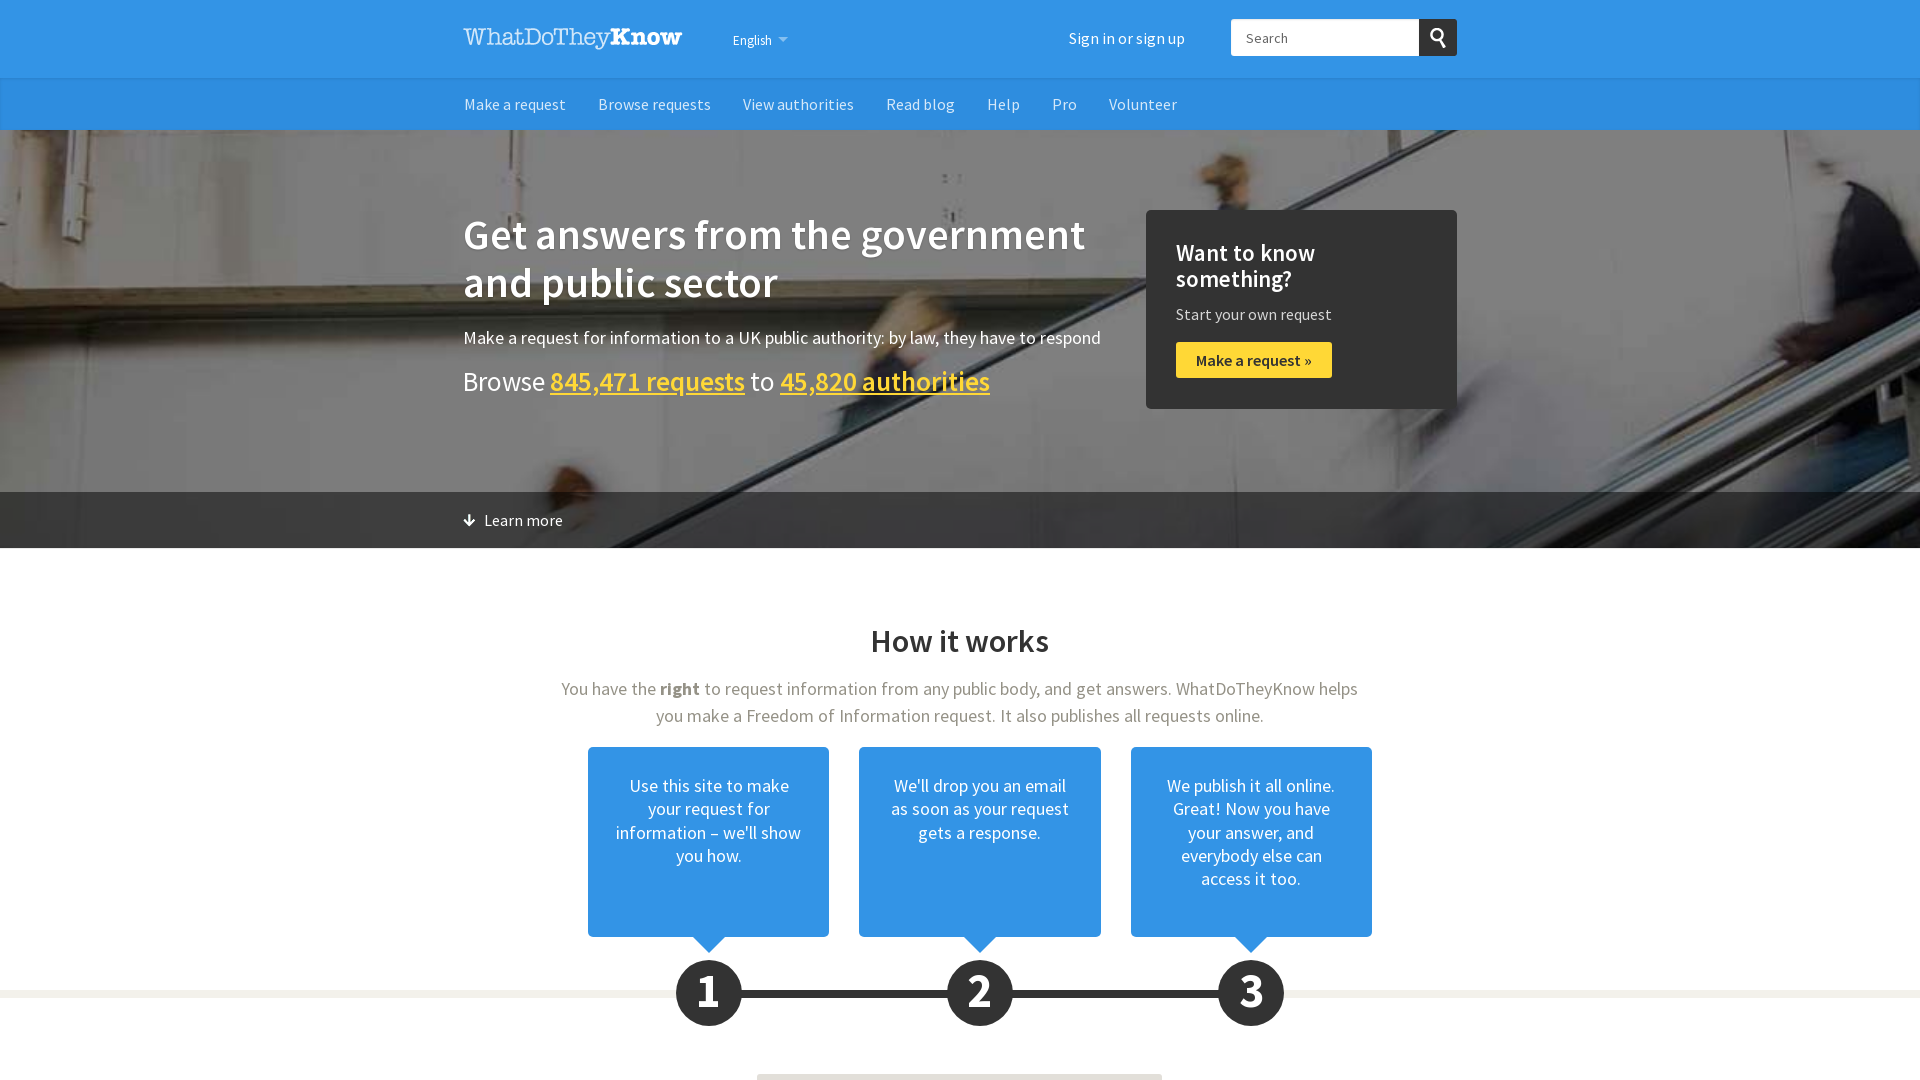 WhatDoTheyKnow
English
Sign in or sign up
Search
Make a request
Browse requests
View authorities
Read blog
Help
Pro
Volunteer
Get answers from the government
and public sector
Make a request for information to a UK public authority: by law, they have to respond
Browse 845,471 requests to 45,820 authorities
Want to know
something?
Start your own request
Make a request »
Learn more
How it works
You have the right to request information from any public body, and get answers. WhatDoTheyKnow helps
you make a Freedom of Information request. It also publishes all requests online.
Use this site to make
your request for
information – we'll show
you how.
We'll drop you an email
as soon as your request
gets a response.
We publish it all online.
Great! Now you have
your answer, and
everybody else can
access it too.
1
2
3